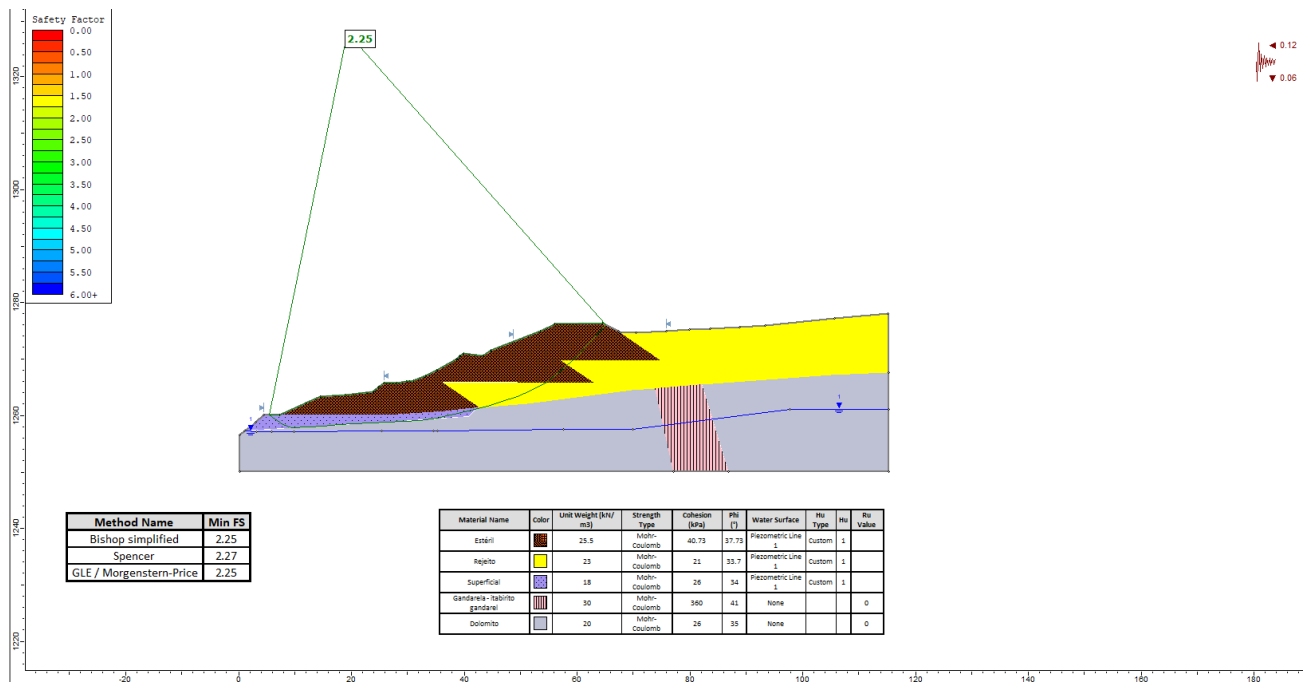 Safety Factor
0.00
0.50
1.00
1.50
2.00
2.50
3.00
3.50
4.00
4.50
5.00
5.50
6.00+
2.25
0.12
0.06
1320
1300
1280
1260
1240
1220
1
1
Method Name Min FS
Bishop simplified 2.25
Spencer 2.27
GLE / Morgenstern-Price 2.25
Material Name Color Unit Weight (kN/m3) Strength Type Cohesion (kPa) Phi (°) Water Surface Hu Type Hu Ru Value
Estéril 25.5 Mohr-Coulomb 40.73 37.73 Piezometric Line 1 Custom 1
Rejeito 23 Mohr-Coulomb 21 33.7 Piezometric Line 1 Custom 1
Superficial 18 Mohr-Coulomb 26 34 Piezometric Line 1 Custom 1
Gandarela - itabirito gandarel 30 Mohr-Coulomb 360 41 None 0
Dolomito 20 Mohr-Coulomb 26 35 None 0
-20 0 20 40 60 80 100 120 140 160 180